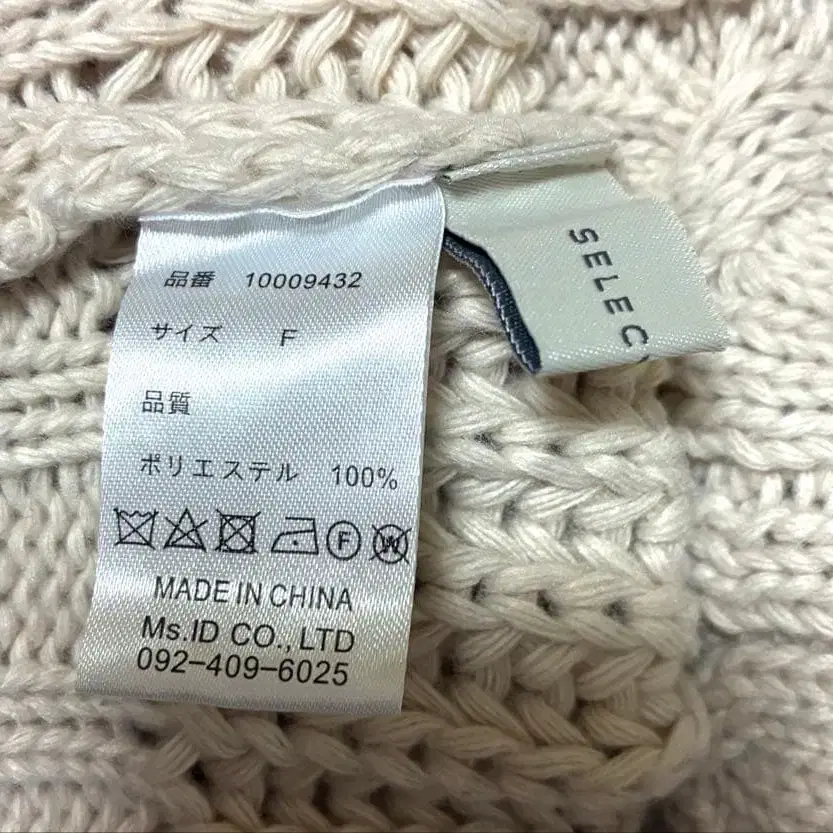 品番 10009432
サイズ F
品質
ポリエステル 100%
F W
MADE IN CHINA
Ms.ID CO.,LTD
092-409-6025
SELEC